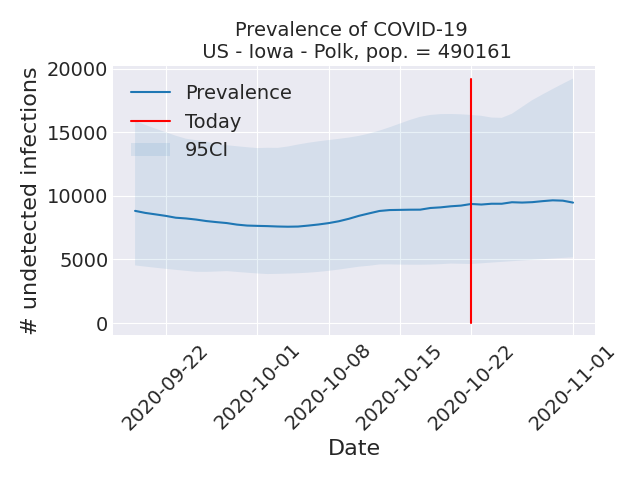 Prevalence of COVID-19
US - Iowa - Polk, pop. = 490161
# undetected infections
20000
15000
10000
5000
0
Prevalence
Today
95CI
2020-09-22
2020-10-01
2020-10-08
2020-10-15
2020-10-22
2020-11-01
Date